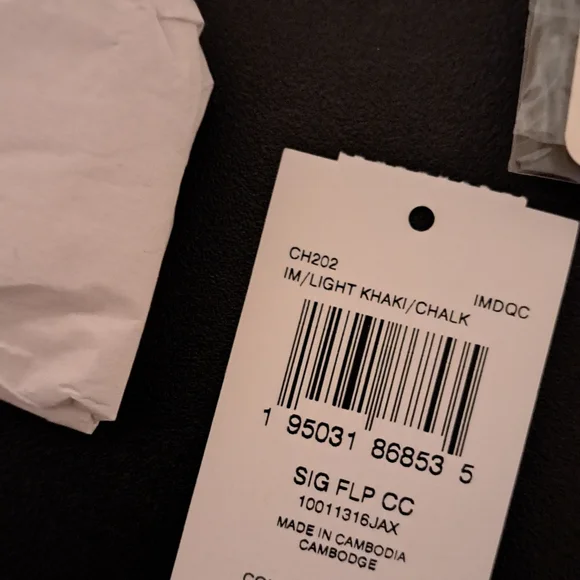 CH202
IM/LIGHT KHAKI/CHALK IMDQC
1 95031 86853 5
SIG FLP CC
10011316JAX
MADE IN CAMBODIA
CAMBODGE